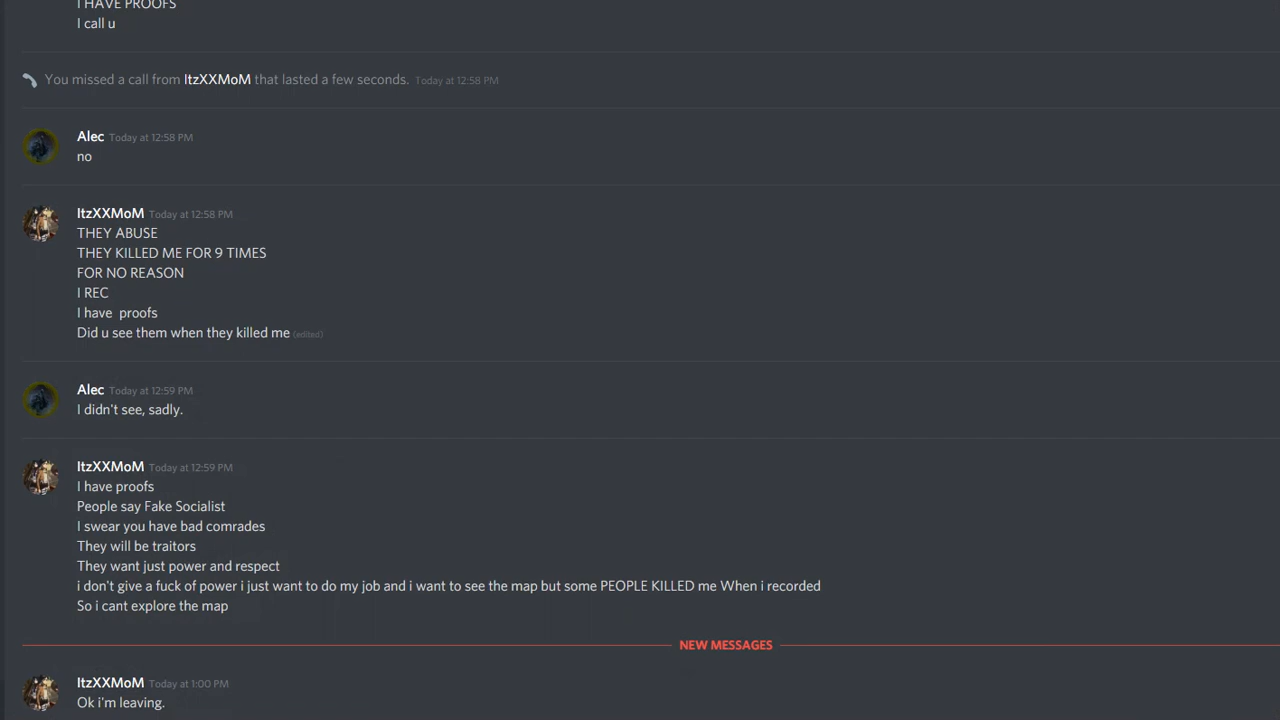 I HAVE PROOFS
I call u
You missed a call from ItzXXMoM that lasted a few seconds. Today at 12:58 PM
Alec Today at 12:58 PM
no
ItzXXMoM Today at 12:58 PM
THEY ABUSE
THEY KILLED ME FOR 9 TIMES
FOR NO REASON
I REC
I have proofs
Did u see them when they killed me (edited)
Alec Today at 12:59 PM
I didn't see, sadly.
ItzXXMoM Today at 12:59 PM
I have proofs
People say Fake Socialist
I swear you have bad comrades
They will be traitors
They want just power and respect
i don't give a fuck of power i just want to do my job and i want to see the map but some PEOPLE KILLED me When i recorded
So i cant explore the map
NEW MESSAGES
ItzXXMoM Today at 1:00 PM
Ok i'm leaving.